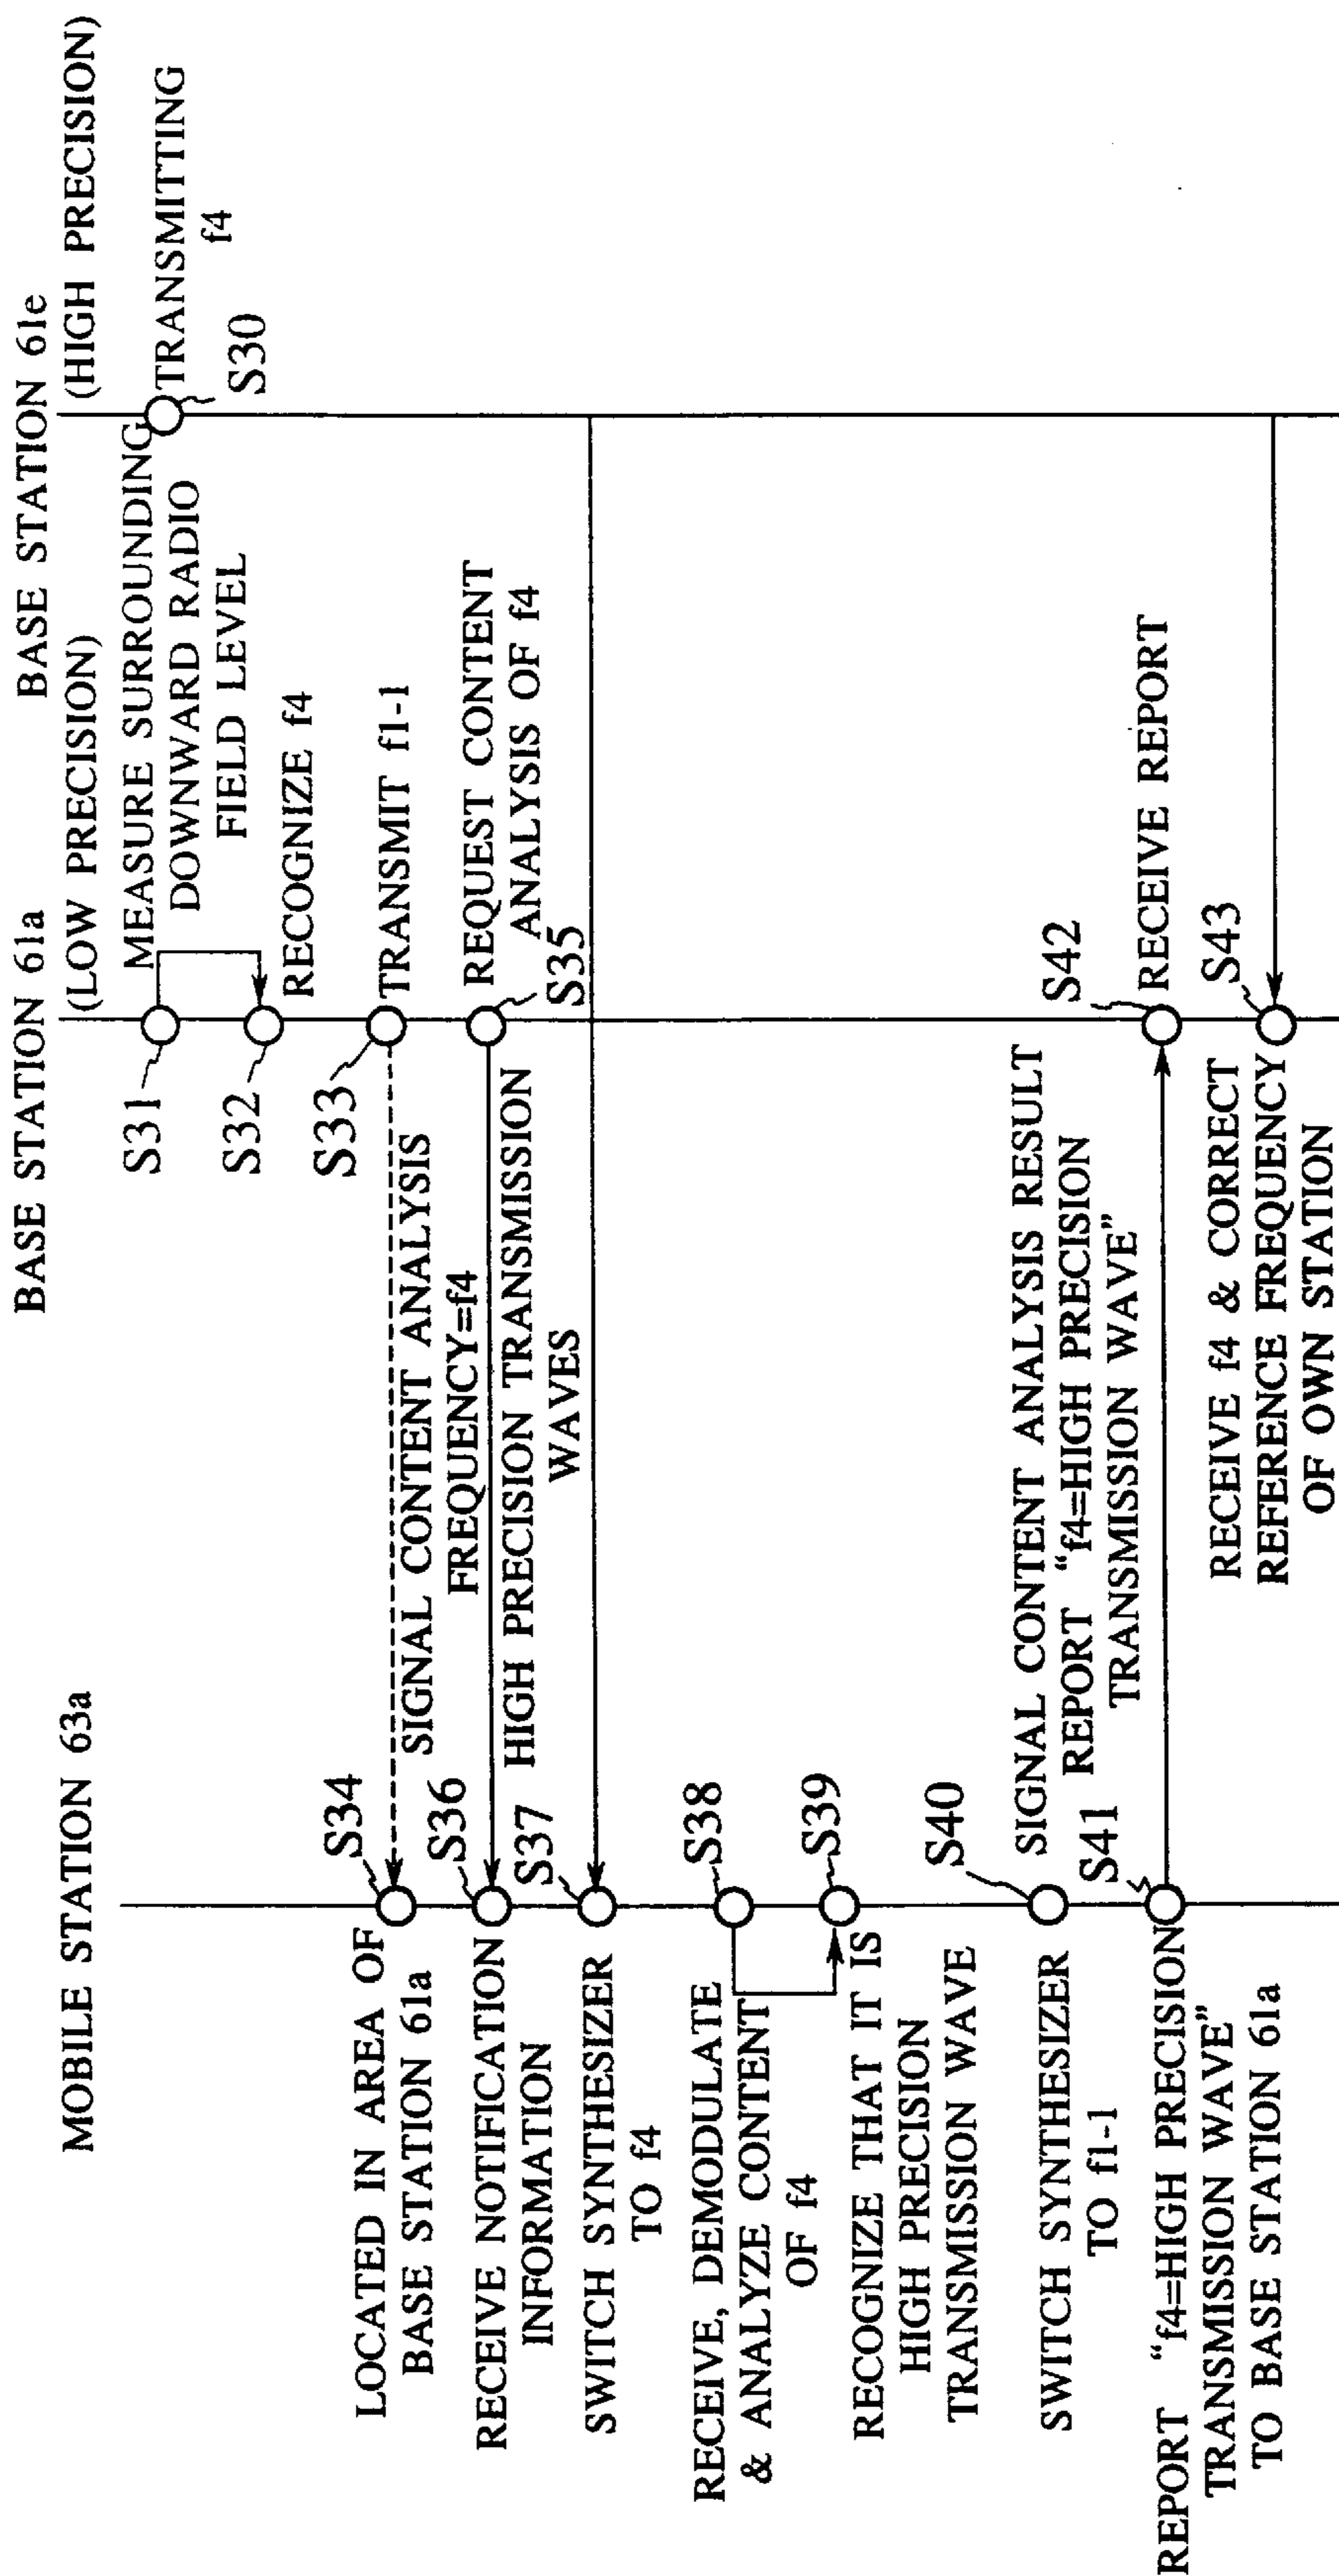 MOBILE STATION 63a
BASE STATION 61a
(LOW PRECISION)
BASE STATION 61e
(HIGH PRECISION)
TRANSMITTING
f4
S30
S31
MEASURE SURROUNDING
DOWNWARD RADIO
FIELD LEVEL
S32
RECOGNIZE f4
S33
TRANSMIT f1-1
S34
LOCATED IN AREA OF
BASE STATION 61a
SIGNAL CONTENT ANALYSIS
FREQUENCY=f4
REQUEST CONTENT
ANALYSIS OF f4
S35
S36
RECEIVE NOTIFICATION
INFORMATION
HIGH PRECISION TRANSMISSION
WAVES
S37
SWITCH SYNTHESIZER
TO f4
S38
RECEIVE, DEMODULATE
& ANALYZE CONTENT
OF f4
S39
RECOGNIZE THAT IT IS
HIGH PRECISION
TRANSMISSION WAVE
S40
SWITCH SYNTHESIZER
TO f1-1
SIGNAL CONTENT ANALYSIS RESULT
REPORT “f4=HIGH PRECISION
TRANSMISSION WAVE”
S41
REPORT “f4=HIGH PRECISION
TRANSMISSION WAVE”
TO BASE STATION 61a
S42
RECEIVE REPORT
S43
RECEIVE f4 & CORRECT
REFERENCE FREQUENCY
OF OWN STATION